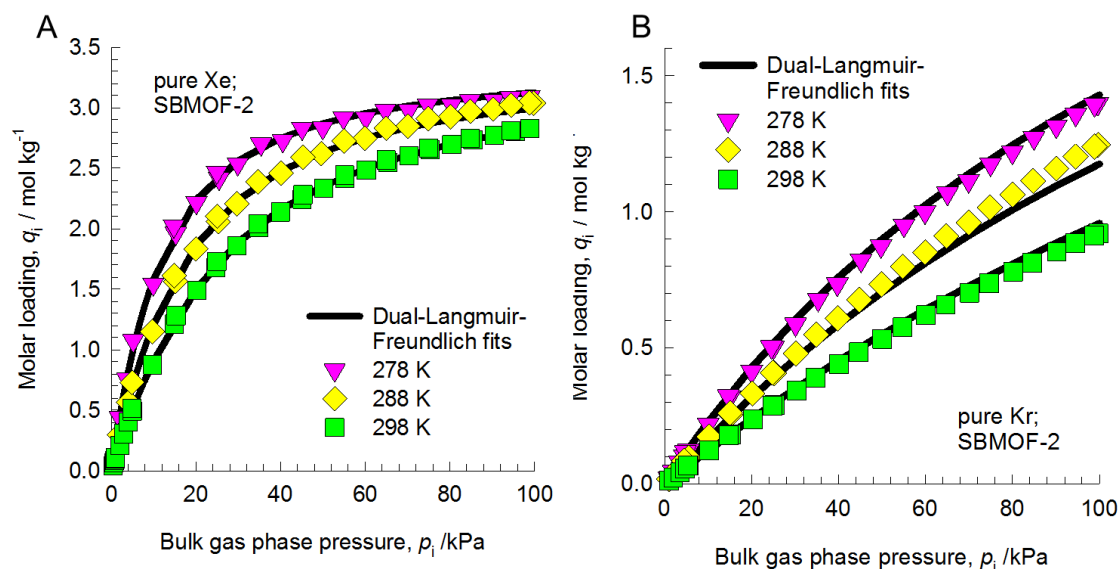 A
3.5
3.0
2.5
2.0
1.5
1.0
0.5
0.0
Molar loading, qi / mol kg-1
pure Xe;
SBMOF-2
Dual-Langmuir-
Freundlich fits
278 K
288 K
298 K
0
20
40
60
80
100
Bulk gas phase pressure, pi /kPa
B
1.5
1.0
0.5
0.0
Molar loading, qi / mol kg
Dual-Langmuir-
Freundlich fits
278 K
288 K
298 K
pure Kr;
SBMOF-2
0
20
40
60
80
100
Bulk gas phase pressure, pi /kPa